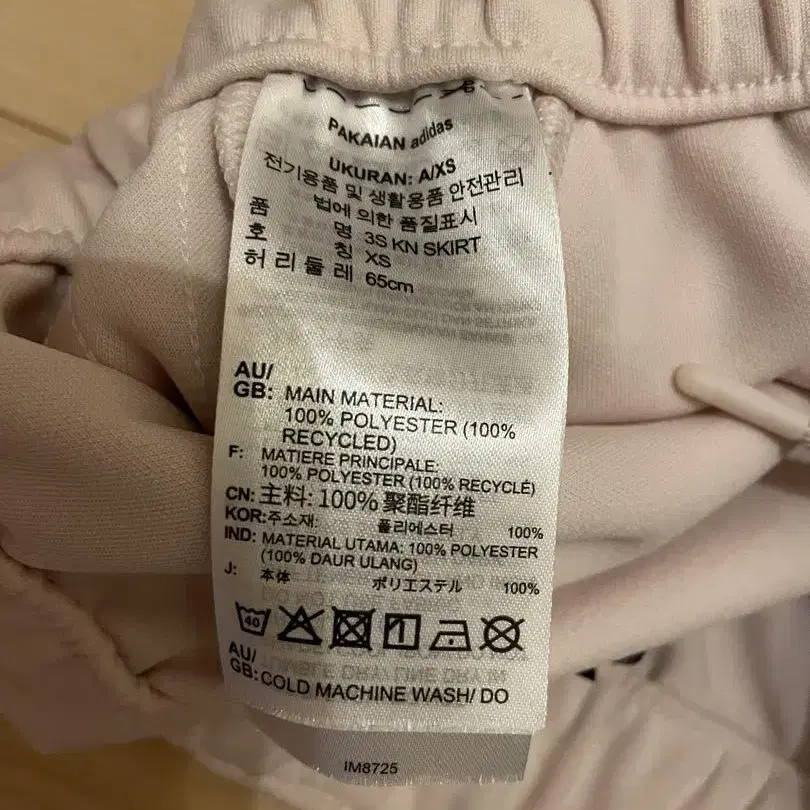 PAKAIAN adidas
UKURAN: A/XS
전기용품 및 생활용품 안전관리
법에 의한 품질표시
품 명 3S KN SKIRT
호 칭 XS
허 리 둘 레 65cm
AU/
GB: MAIN MATERIAL:
100% POLYESTER (100%
RECYCLED)
F: MATIERE PRINCIPALE:
100% POLYESTER (100% RECYCLÉ)
CN: 主料: 100% 聚酯纤维
KOR: 주소재: 폴리에스터 100%
IND: MATERIAL UTAMA: 100% POLYESTER
(100% DAUR ULANG)
J: 本体 ポリエステル 100%
40
AU/
GB: COLD MACHINE WASH/ DO
IM8725